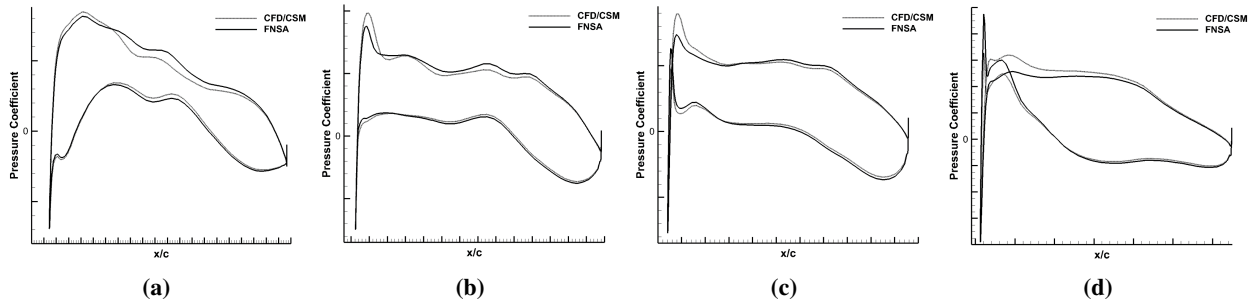 CFD/CSM
FNSA
Pressure Coefficient
0
x/c
(a)
CFD/CSM
FNSA
Pressure Coefficient
0
x/c
(b)
CFD/CSM
FNSA
Pressure Coefficient
0
x/c
(c)
CFD/CSM
FNSA
Pressure Coefficient
0
x/c
(d)